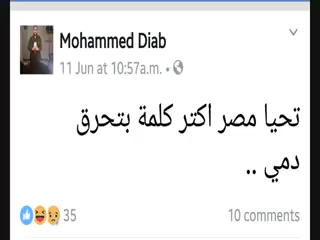 Mohammed Diab
11 Jun at 10:57a.m. •
تحيا مصر اكتر كلمة بتحرق
دمي ..
35
10 comments